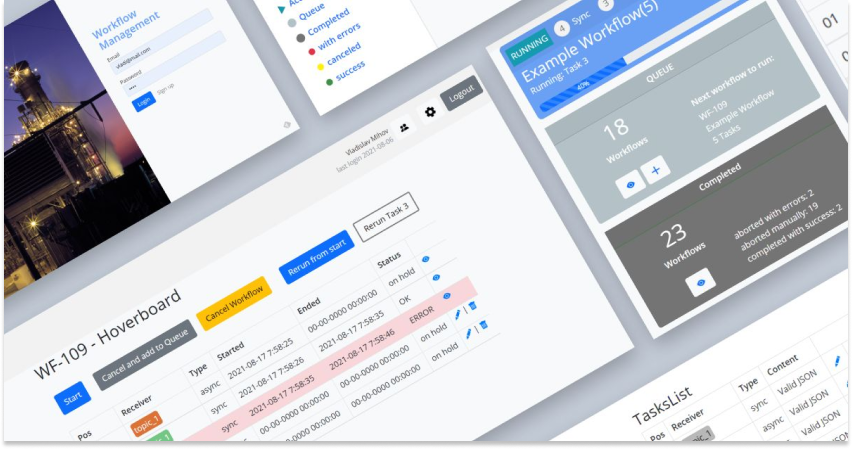 Workflow
Management
Email
vlad@mail.com
Password
Login Sign up
Queue
Completed
with errors
canceled
success
RUNNING 4 Sync 3
Example Workflow(5)
Running: Task 3
40%
QUEUE
18
Workflows
Next workflow to run:
WF-109
Example Workflow
5 Tasks
Completed
23
Workflows
aborted with errors: 2
aborted manually: 19
completed with success: 2
01
Vladislav Mihov
last login 2021-08-06
Logout
WF-109 - Hoverboard
Start
Cancel and add to Queue
Cancel Workflow
Rerun from start
Rerun Task 3
Pos Receiver Type Started Ended Status
topic_1 async 2021-08-17 7:58:25 00-00-0000 00:00:00 on hold
sync 2021-08-17 7:58:26 2021-08-17 7:58:35 OK
sync 2021-08-17 7:58:35 2021-08-17 7:58:46 ERROR
00-00-0000 00:00:00 00-00-0000 00:00:00 on hold
00-00-0000 00:00:00 on hold
TasksList
Pos Receiver Type Content
sync Valid JSON
async Valid JSON
sync Valid JSON
Valid JSON